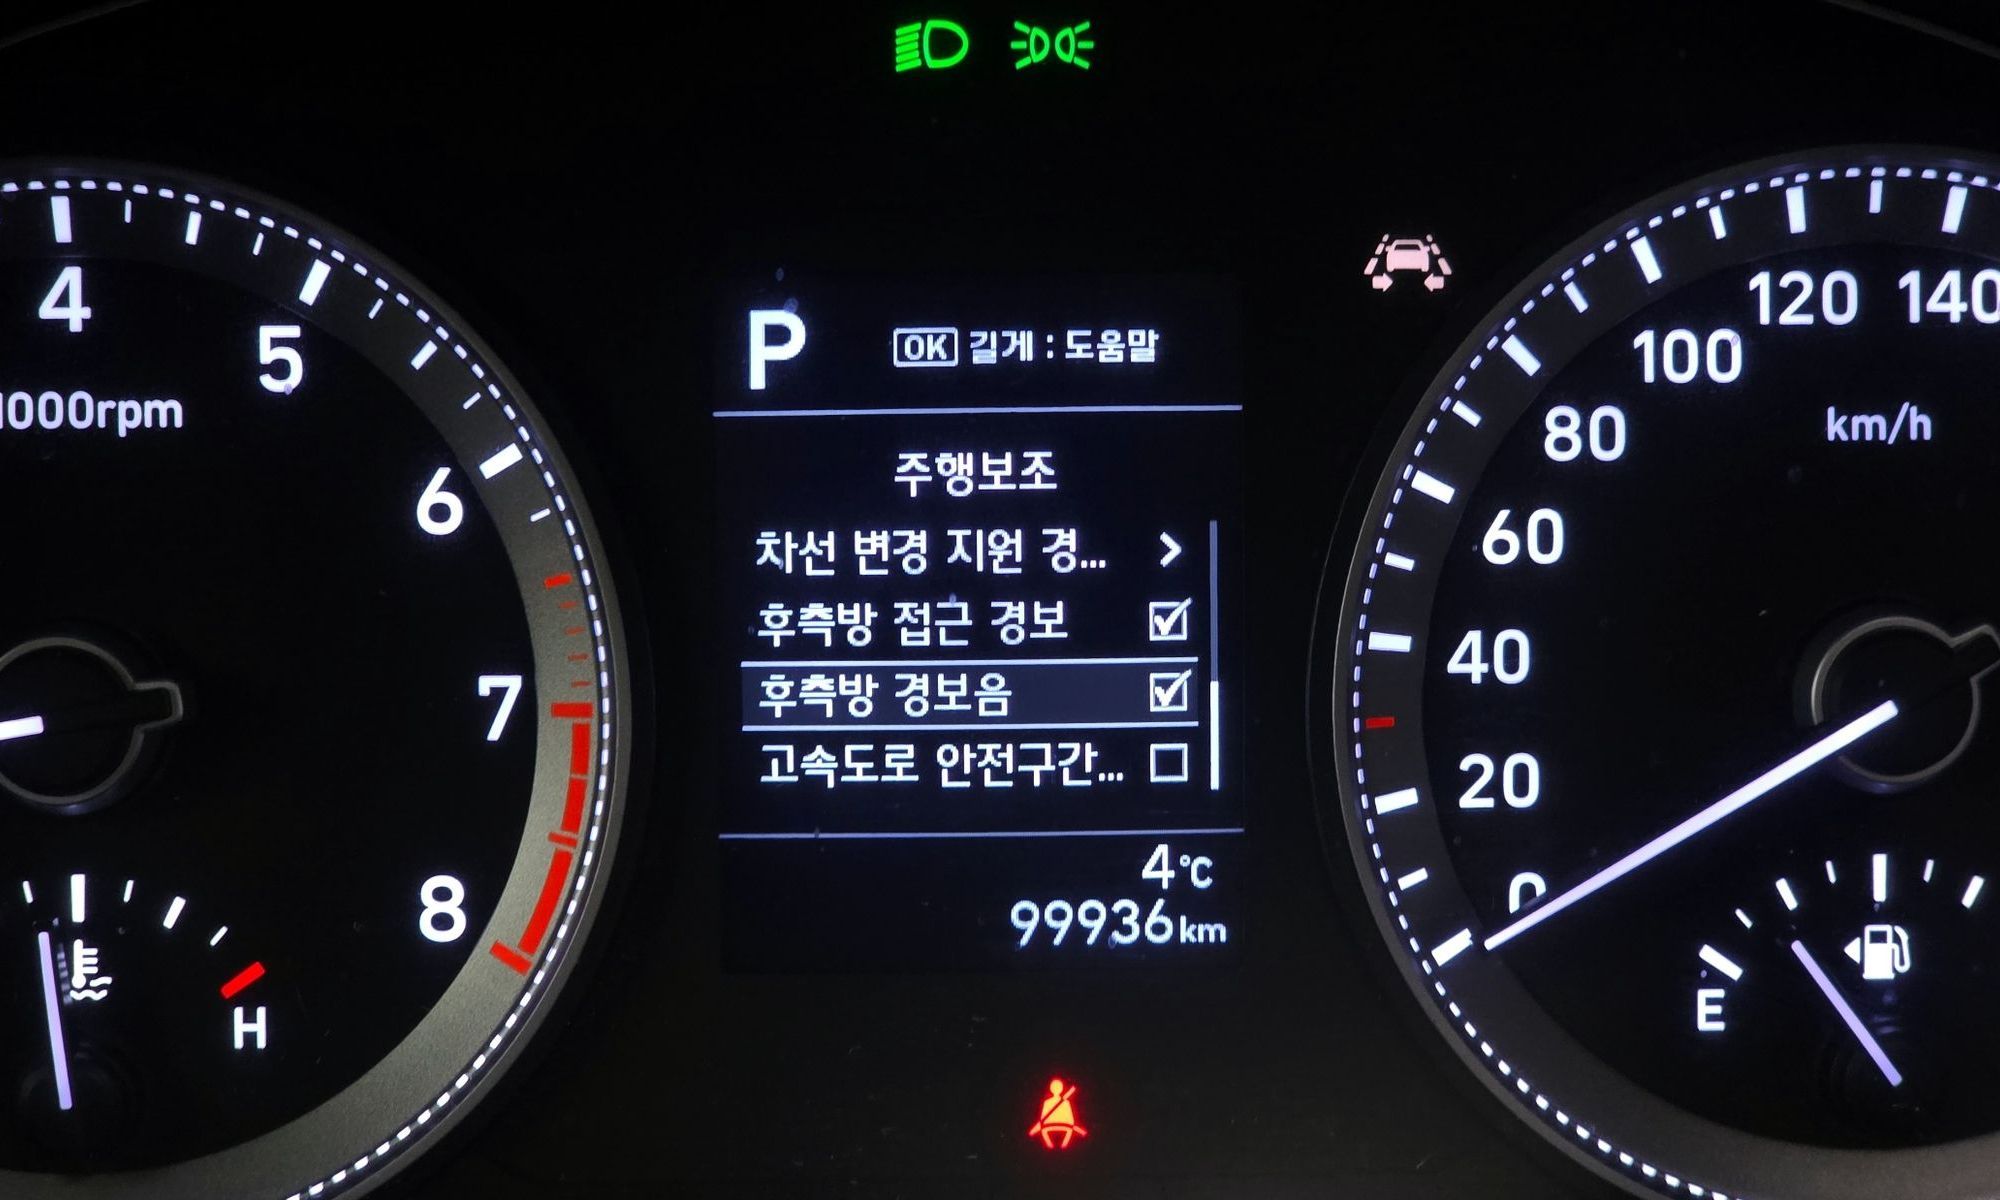 4
5
1000rpm
6
7
8
H
P
OK 길게 : 도움말
주행보조
차선 변경 지원 경...
후측방 접근 경보
후측방 경보음
고속도로 안전구간...
4℃
99936km
140
120
100
km/h
80
60
40
20
0
E